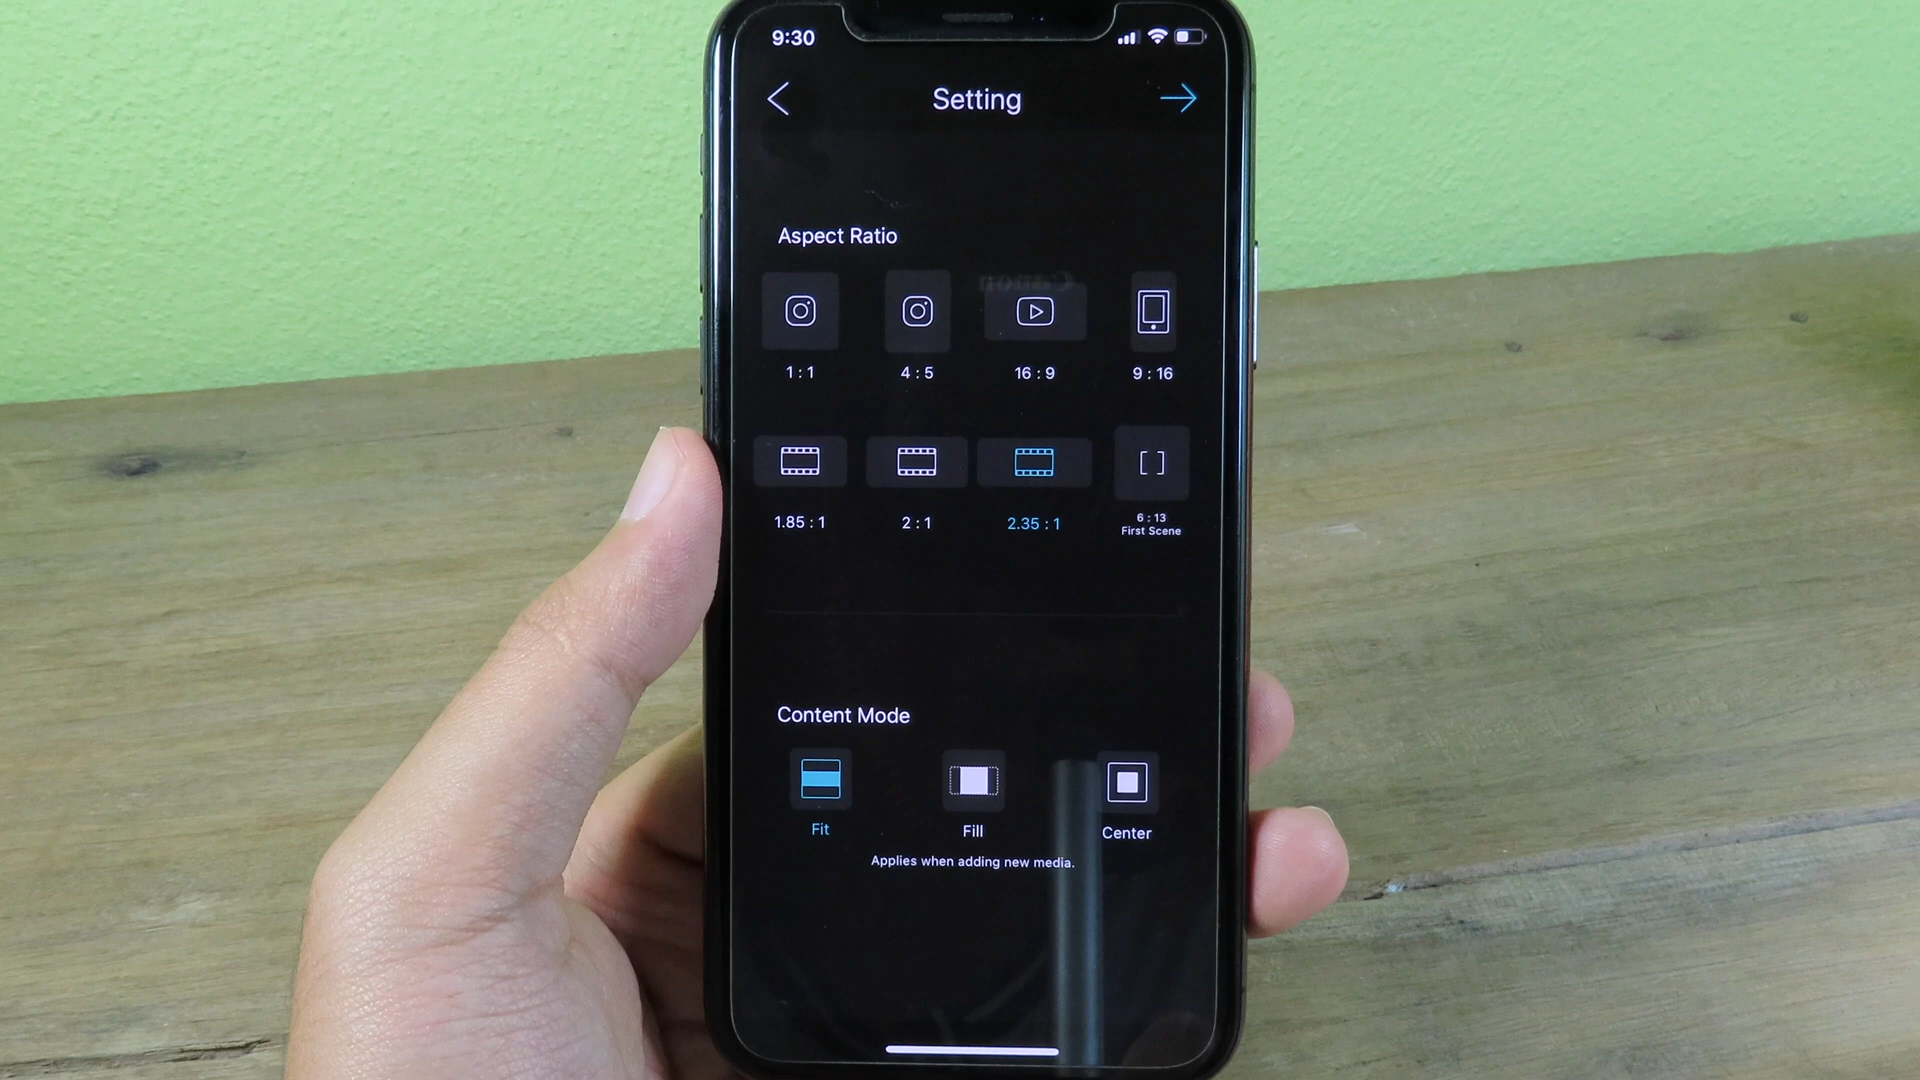 9:30
Setting
Aspect Ratio
1 : 1
4 : 5
16 : 9
9 : 16
1.85 : 1
2 : 1
2.35 : 1
6 : 13
First Scene
Content Mode
Fit
Fill
Center
Applies when adding new media.
Canon